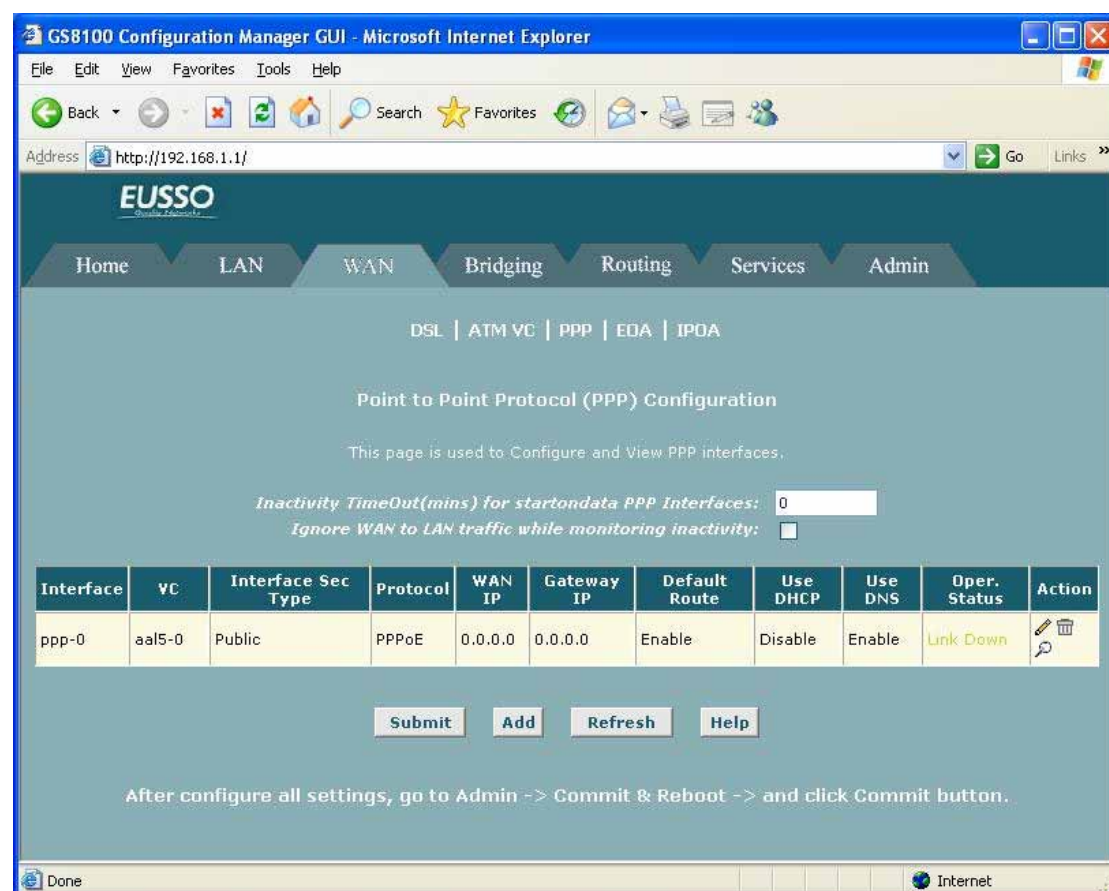 GS8100 Configuration Manager GUI - Microsoft Internet Explorer
File Edit View Favorites Tools Help
Back Search Favorites
Address http://192.168.1.1/ Go Links »
EUSSO
Quality Networks
Home LAN WAN Bridging Routing Services Admin
DSL | ATM VC | PPP | EOA | IPOA
Point to Point Protocol (PPP) Configuration
This page is used to Configure and View PPP interfaces.
Inactivity TimeOut(mins) for startondata PPP Interfaces: 0
Ignore WAN to LAN traffic while monitoring inactivity:
Interface VC Interface Sec Type Protocol WAN IP Gateway IP Default Route Use DHCP Use DNS Oper. Status Action
ppp-0 aal5-0 Public PPPoE 0.0.0.0 0.0.0.0 Enable Disable Enable Link Down
Submit Add Refresh Help
After configure all settings, go to Admin -> Commit & Reboot -> and click Commit button.
Done Internet